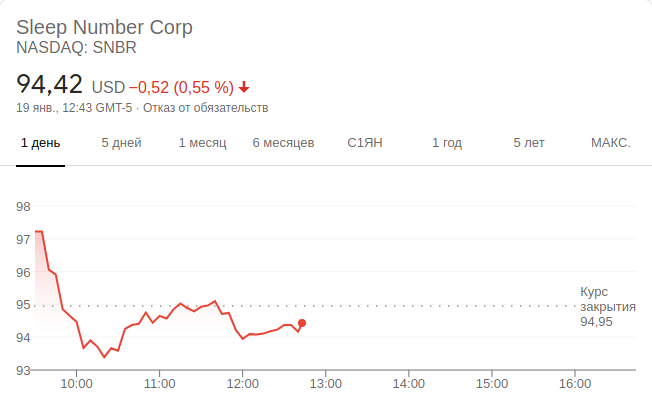 Sleep Number Corp
NASDAQ: SNBR
94,42 USD −0,52 (0,55 %)
19 янв., 12:43 GMT-5 · Отказ от обязательств
1 день 5 дней 1 месяц 6 месяцев С1ЯН 1 год 5 лет МАКС.
98
97
96
95
94
93
Курс
закрытия
94,95
10:00 11:00 12:00 13:00 14:00 15:00 16:00